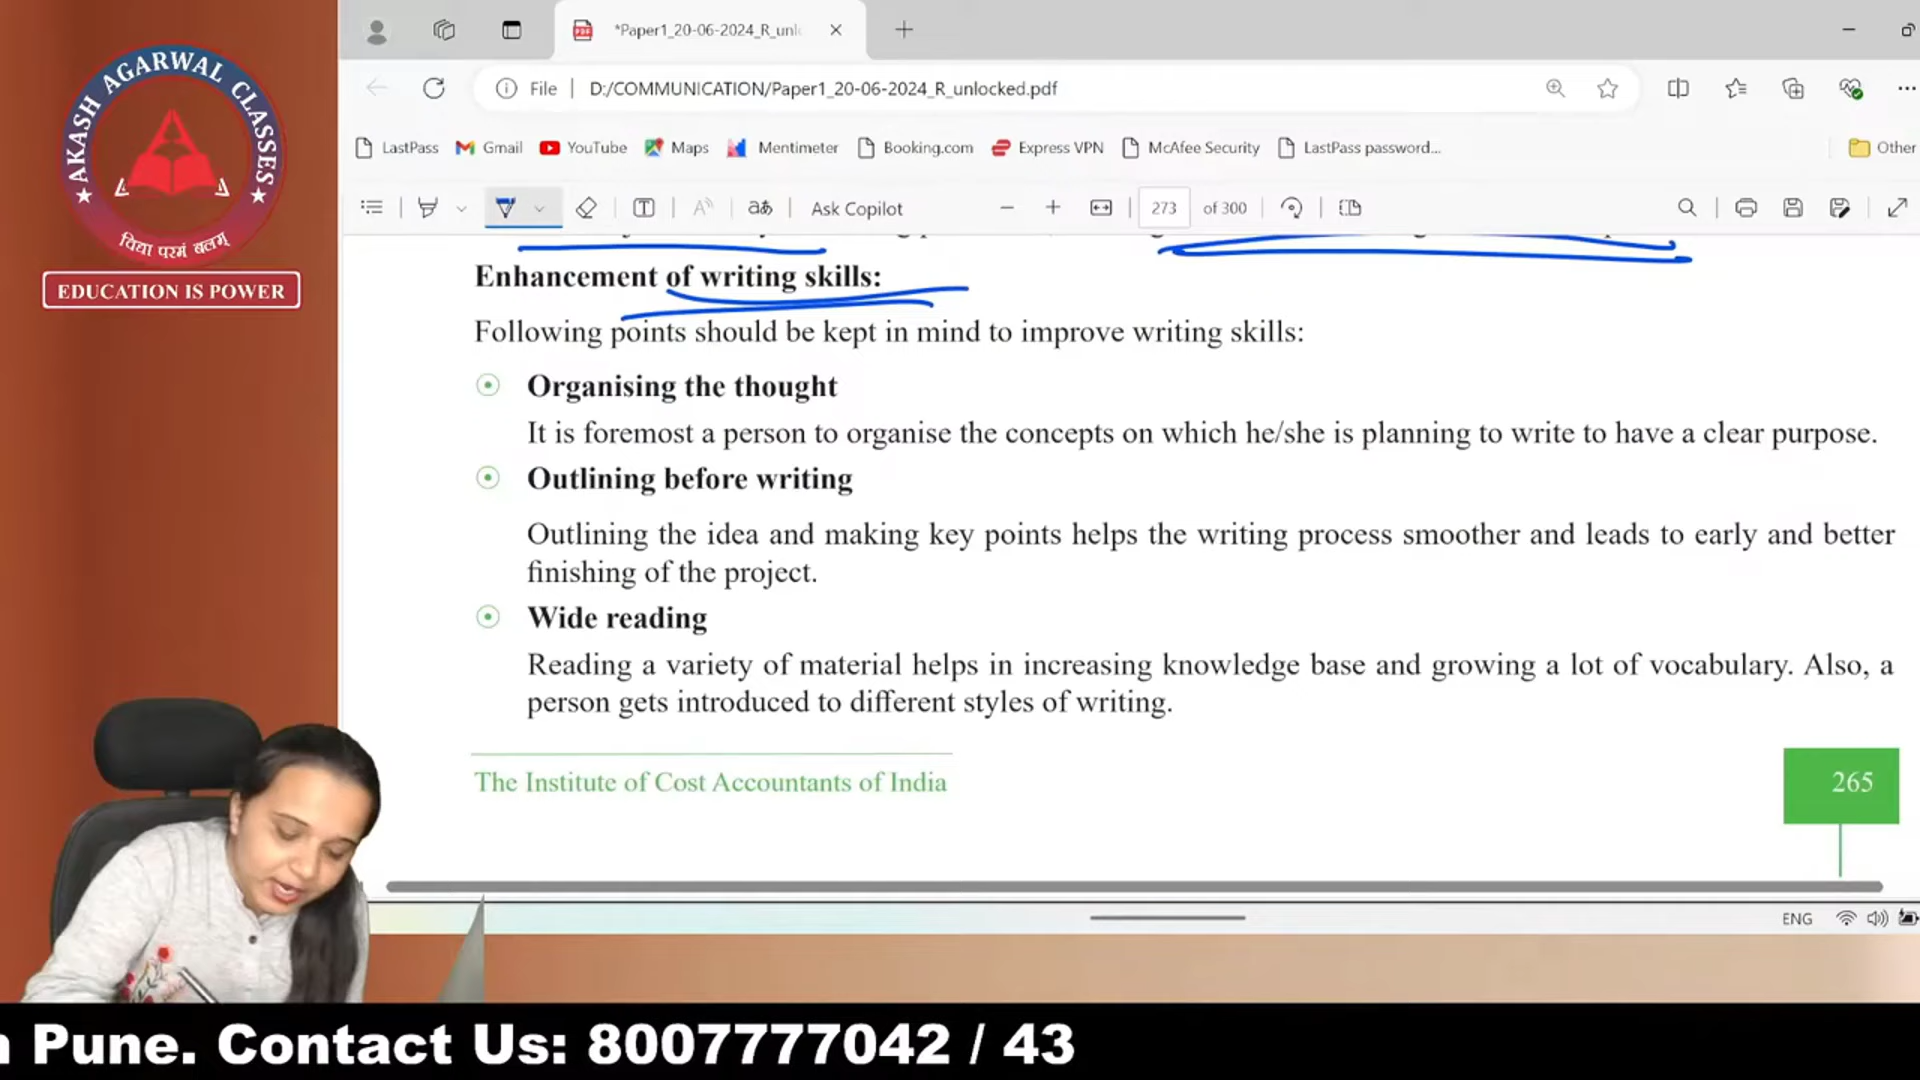 AKASH AGARWAL CLASSES
विद्या परमं बलम्
EDUCATION IS POWER
*Paper1_20-06-2024_R_unlo
File D:/COMMUNICATION/Paper1_20-06-2024_R_unlocked.pdf
LastPass Gmail YouTube Maps Mentimeter Booking.com Express VPN McAfee Security LastPass password... Other
Ask Copilot 273 of 300
Enhancement of writing skills:
Following points should be kept in mind to improve writing skills:
Organising the thought
It is foremost a person to organise the concepts on which he/she is planning to write to have a clear purpose.
Outlining before writing
Outlining the idea and making key points helps the writing process smoother and leads to early and better
finishing of the project.
Wide reading
Reading a variety of material helps in increasing knowledge base and growing a lot of vocabulary. Also, a
person gets introduced to different styles of writing.
The Institute of Cost Accountants of India
265
ENG
Pune. Contact Us: 8007777042 / 43